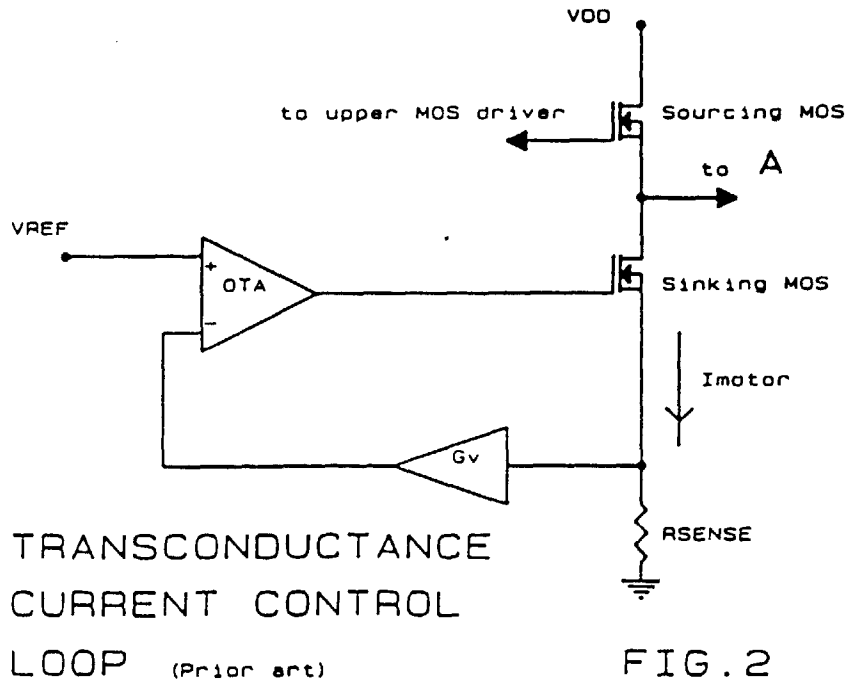 VDD
to upper MOS driver
Sourcing MOS
to A
VREF
+
OTA
-
Sinking MOS
Imotor
Gv
RSENSE
TRANSCONDUCTANCE
CURRENT CONTROL
LOOP (Prior art)
FIG.2